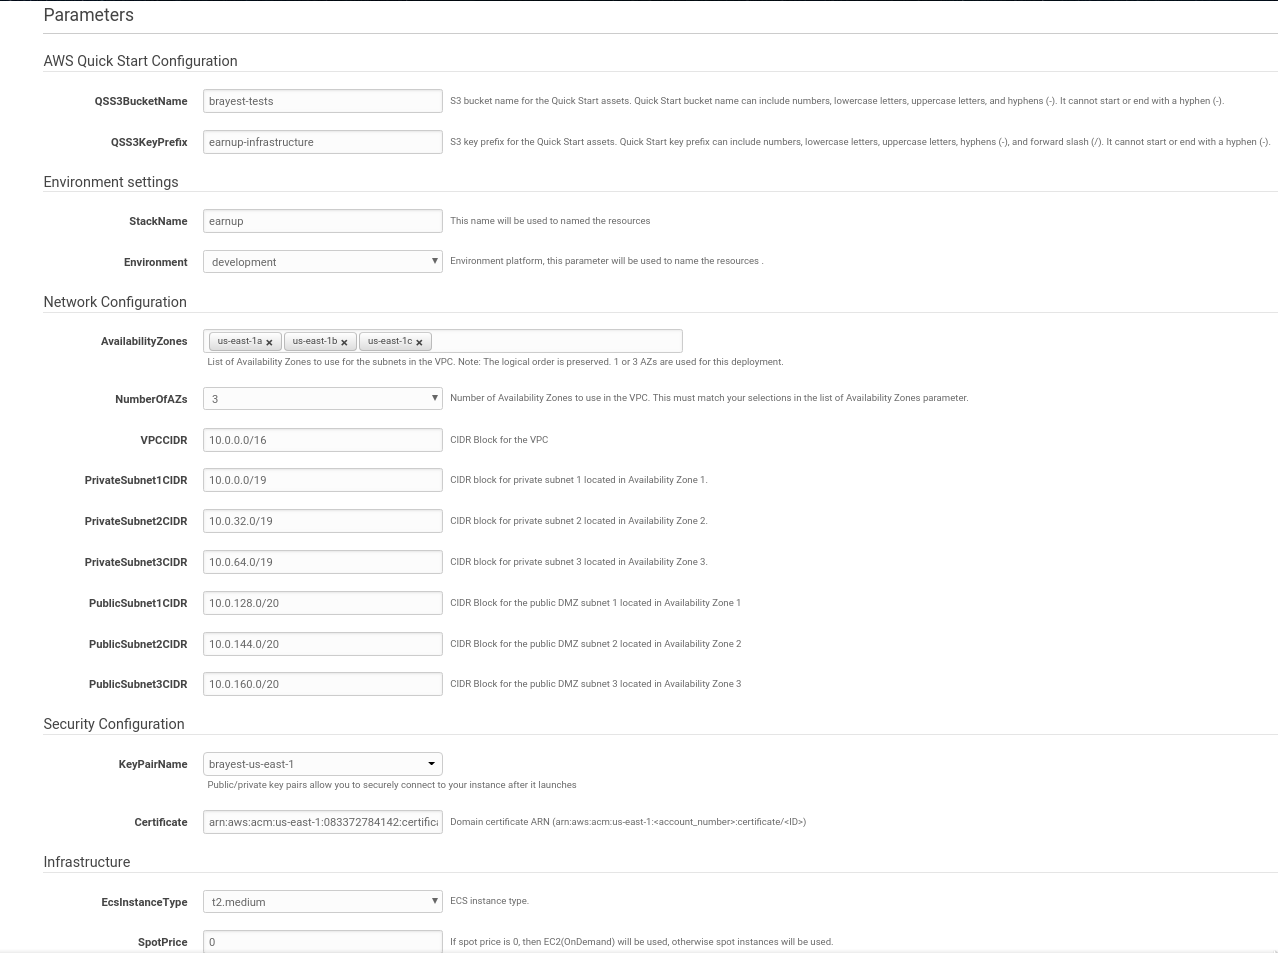 Parameters
AWS Quick Start Configuration
QSS3BucketName brayest-tests S3 bucket name for the Quick Start assets. Quick Start bucket name can include numbers, lowercase letters, uppercase letters, and hyphens (-). It cannot start or end with a hyphen (-).
QSS3KeyPrefix earnup-infrastructure S3 key prefix for the Quick Start assets. Quick Start key prefix can include numbers, lowercase letters, uppercase letters, hyphens (-), and forward slash (/). It cannot start or end with a hyphen (-).
Environment settings
StackName earnup This name will be used to named the resources
Environment development Environment platform, this parameter will be used to name the resources .
Network Configuration
AvailabilityZones us-east-1a us-east-1b us-east-1c
List of Availability Zones to use for the subnets in the VPC. Note: The logical order is preserved. 1 or 3 AZs are used for this deployment.
NumberOfAZs 3 Number of Availability Zones to use in the VPC. This must match your selections in the list of Availability Zones parameter.
VPCCIDR 10.0.0.0/16 CIDR Block for the VPC
PrivateSubnet1CIDR 10.0.0.0/19 CIDR block for private subnet 1 located in Availability Zone 1.
PrivateSubnet2CIDR 10.0.32.0/19 CIDR block for private subnet 2 located in Availability Zone 2.
PrivateSubnet3CIDR 10.0.64.0/19 CIDR block for private subnet 3 located in Availability Zone 3.
PublicSubnet1CIDR 10.0.128.0/20 CIDR Block for the public DMZ subnet 1 located in Availability Zone 1
PublicSubnet2CIDR 10.0.144.0/20 CIDR Block for the public DMZ subnet 2 located in Availability Zone 2
PublicSubnet3CIDR 10.0.160.0/20 CIDR Block for the public DMZ subnet 3 located in Availability Zone 3
Security Configuration
KeyPairName brayest-us-east-1
Public/private key pairs allow you to securely connect to your instance after it launches
Certificate arn:aws:acm:us-east-1:083372784142:certifica Domain certificate ARN (arn:aws:acm:us-east-1:<account_number>:certificate/<ID>)
Infrastructure
EcsInstanceType t2.medium ECS instance type.
SpotPrice 0 If spot price is 0, then EC2(OnDemand) will be used, otherwise spot instances will be used.